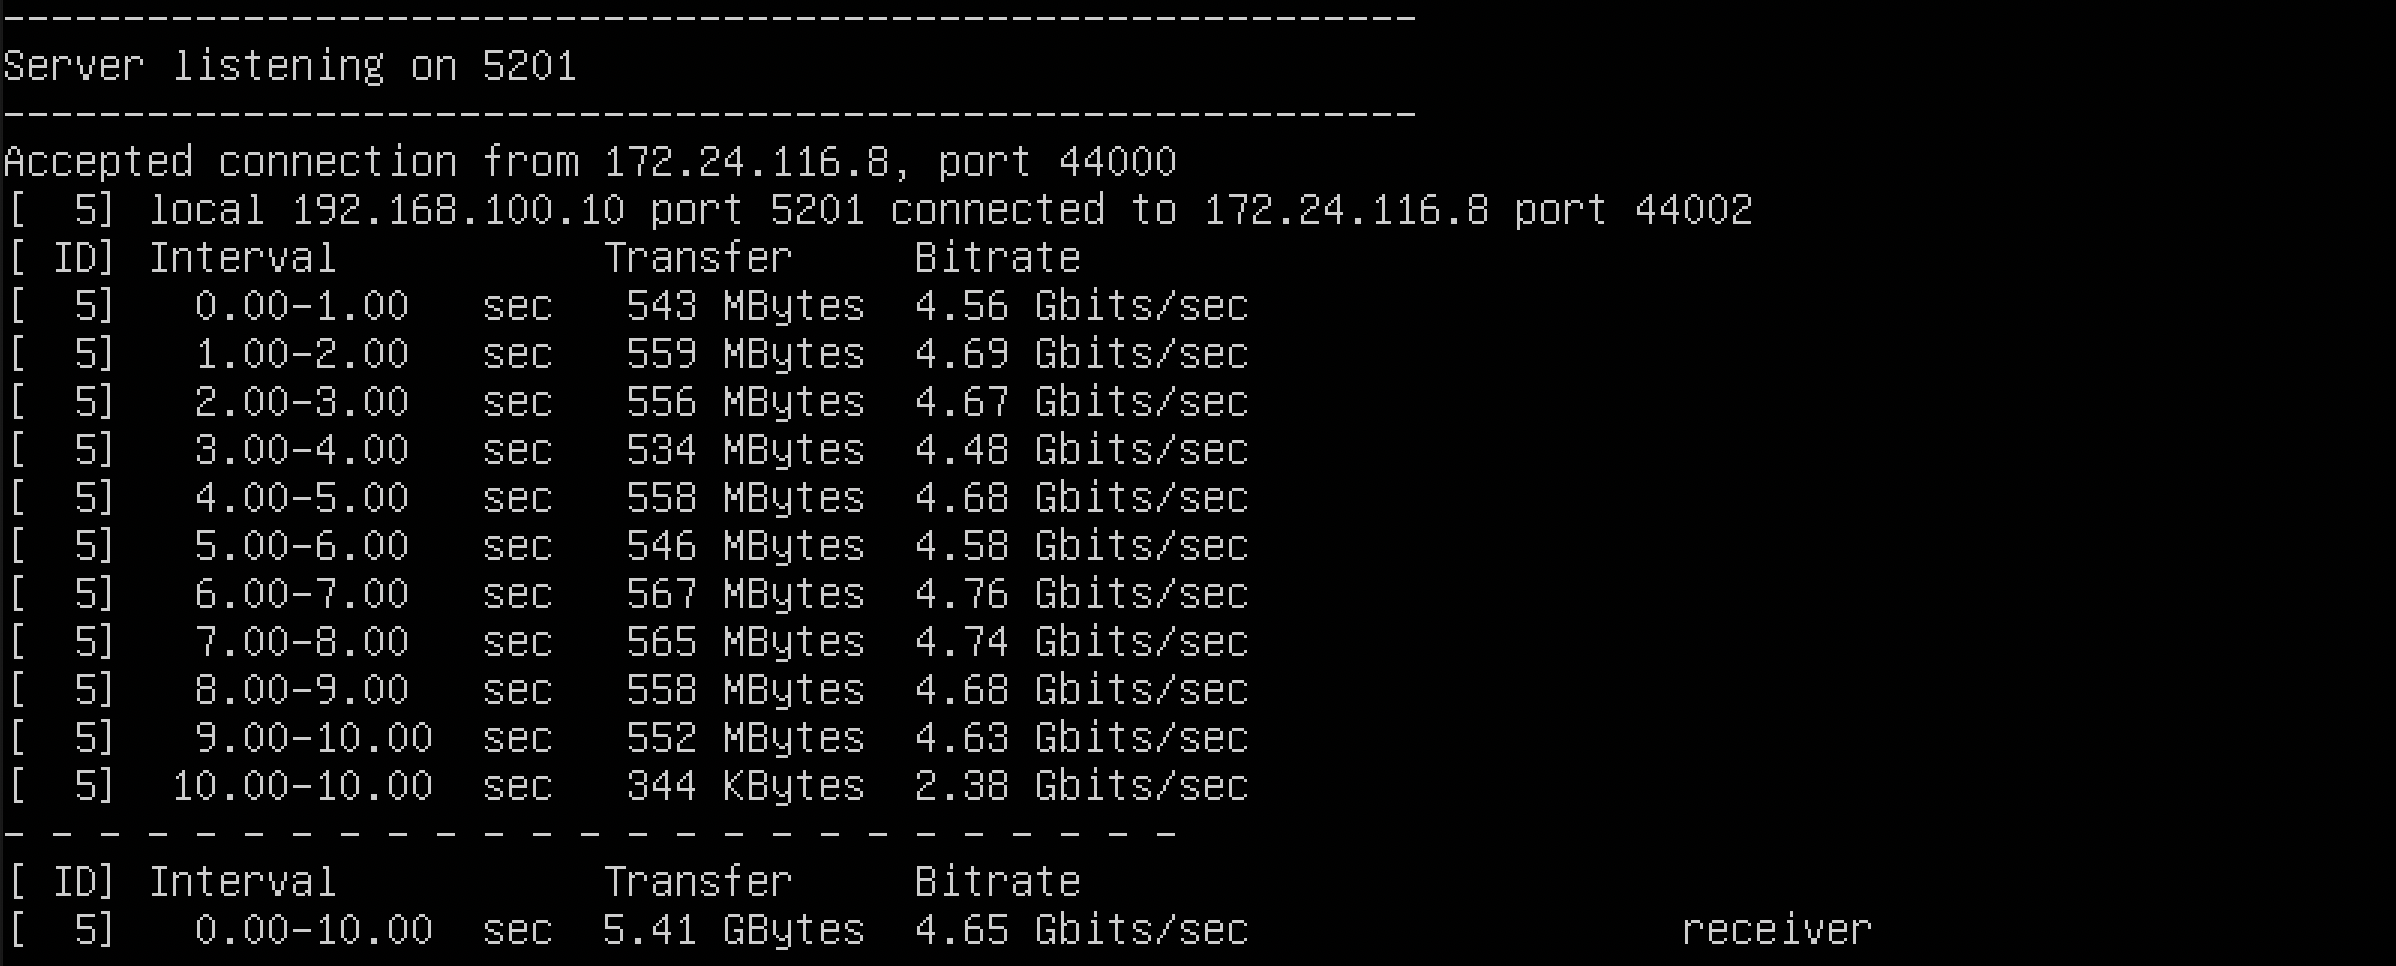 -----------------------------------------------------------
Server listening on 5201
-----------------------------------------------------------
Accepted connection from 172.24.116.8, port 44000
[  5] local 192.168.100.10 port 5201 connected to 172.24.116.8 port 44002
[ ID] Interval           Transfer     Bitrate
[  5]   0.00-1.00   sec   543 MBytes  4.56 Gbits/sec
[  5]   1.00-2.00   sec   559 MBytes  4.69 Gbits/sec
[  5]   2.00-3.00   sec   556 MBytes  4.67 Gbits/sec
[  5]   3.00-4.00   sec   534 MBytes  4.48 Gbits/sec
[  5]   4.00-5.00   sec   558 MBytes  4.68 Gbits/sec
[  5]   5.00-6.00   sec   546 MBytes  4.58 Gbits/sec
[  5]   6.00-7.00   sec   567 MBytes  4.76 Gbits/sec
[  5]   7.00-8.00   sec   565 MBytes  4.74 Gbits/sec
[  5]   8.00-9.00   sec   558 MBytes  4.68 Gbits/sec
[  5]   9.00-10.00  sec   552 MBytes  4.63 Gbits/sec
[  5]  10.00-10.00  sec   344 KBytes  2.38 Gbits/sec
- - - - - - - - - - - - - - - - - - - - - - - - -
[ ID] Interval           Transfer     Bitrate
[  5]   0.00-10.00  sec  5.41 GBytes  4.65 Gbits/sec                  receiver